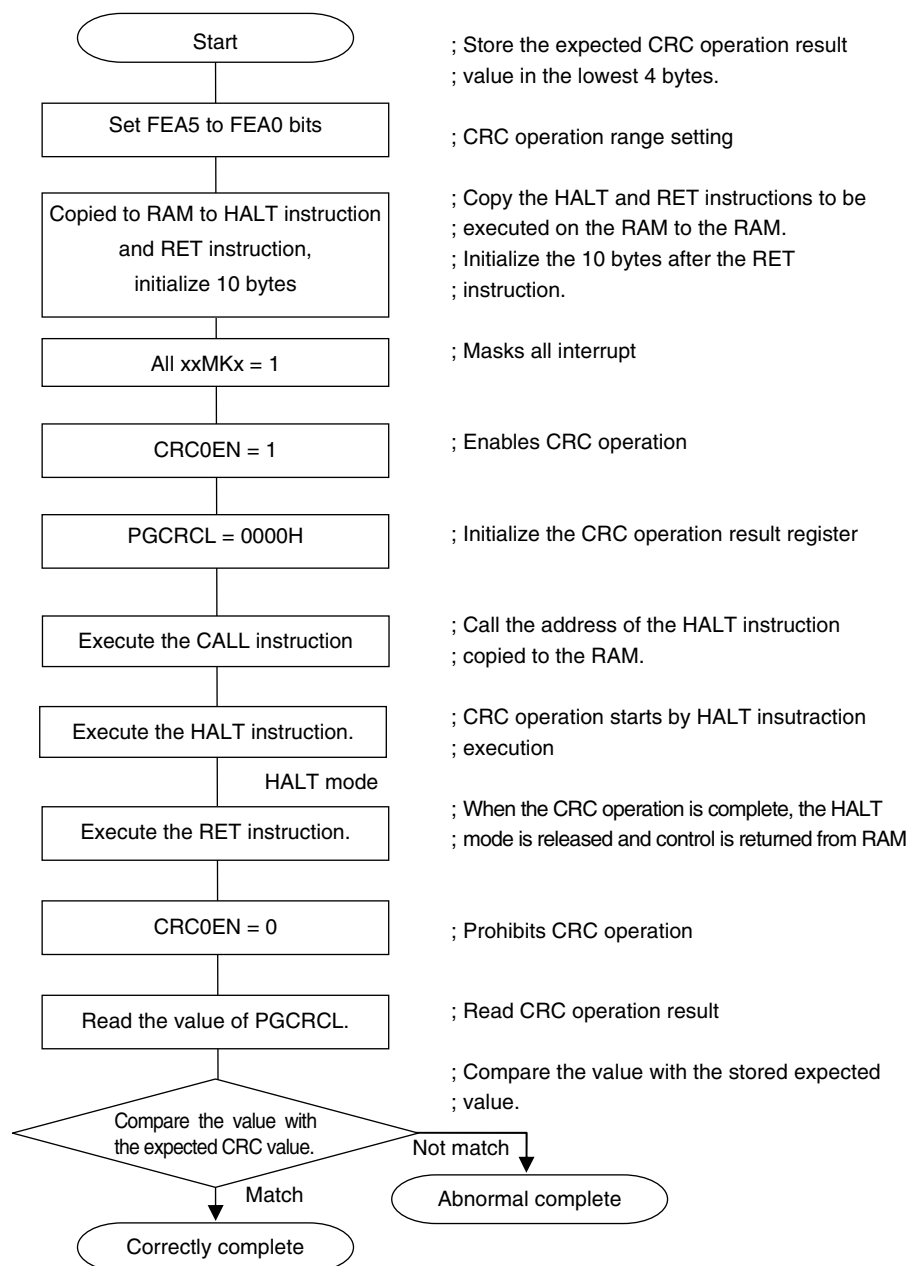 Start
; Store the expected CRC operation result
; value in the lowest 4 bytes.
Set FEA5 to FEA0 bits
; CRC operation range setting
Copied to RAM to HALT instruction
and RET instruction,
initialize 10 bytes
; Copy the HALT and RET instructions to be
; executed on the RAM to the RAM.
; Initialize the 10 bytes after the RET
; instruction.
All xxMKx = 1
; Masks all interrupt
CRC0EN = 1
; Enables CRC operation
PGCRCL = 0000H
; Initialize the CRC operation result register
Execute the CALL instruction
; Call the address of the HALT instruction
; copied to the RAM.
Execute the HALT instruction.
; CRC operation starts by HALT insutraction
; execution
HALT mode
Execute the RET instruction.
; When the CRC operation is complete, the HALT
; mode is released and control is returned from RAM
CRC0EN = 0
; Prohibits CRC operation
Read the value of PGCRCL.
; Read CRC operation result
; Compare the value with the stored expected
; value.
Compare the value with
the expected CRC value.
Not match
Match
Abnormal complete
Correctly complete